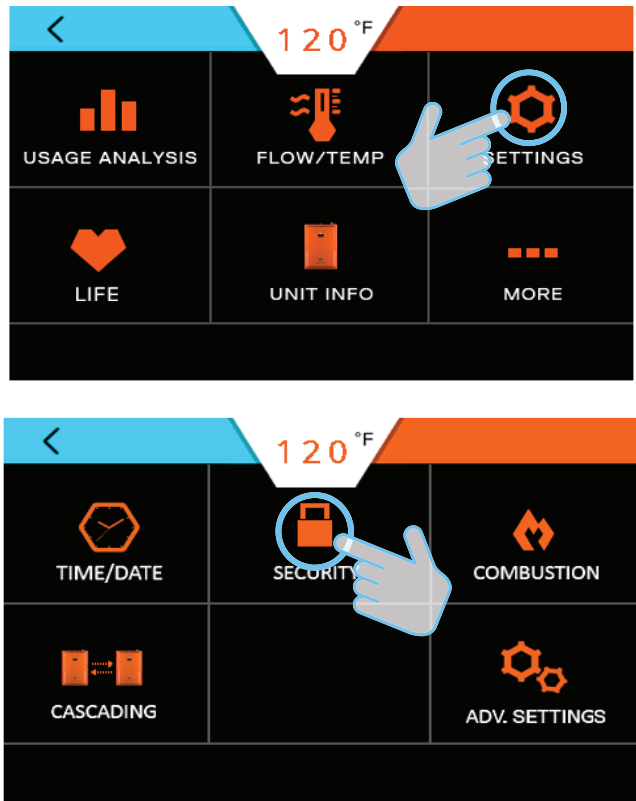 120°F
USAGE ANALYSIS
FLOW/TEMP
SETTINGS
LIFE
UNIT INFO
MORE
120°F
TIME/DATE
SECURITY
COMBUSTION
CASCADING
ADV. SETTINGS